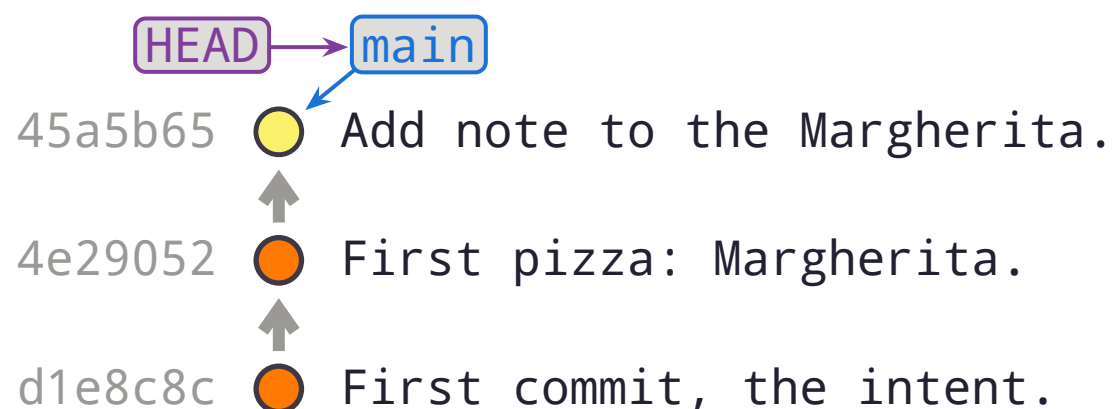 HEAD main
45a5b65 Add note to the Margherita.
4e29052 First pizza: Margherita.
d1e8c8c First commit, the intent.